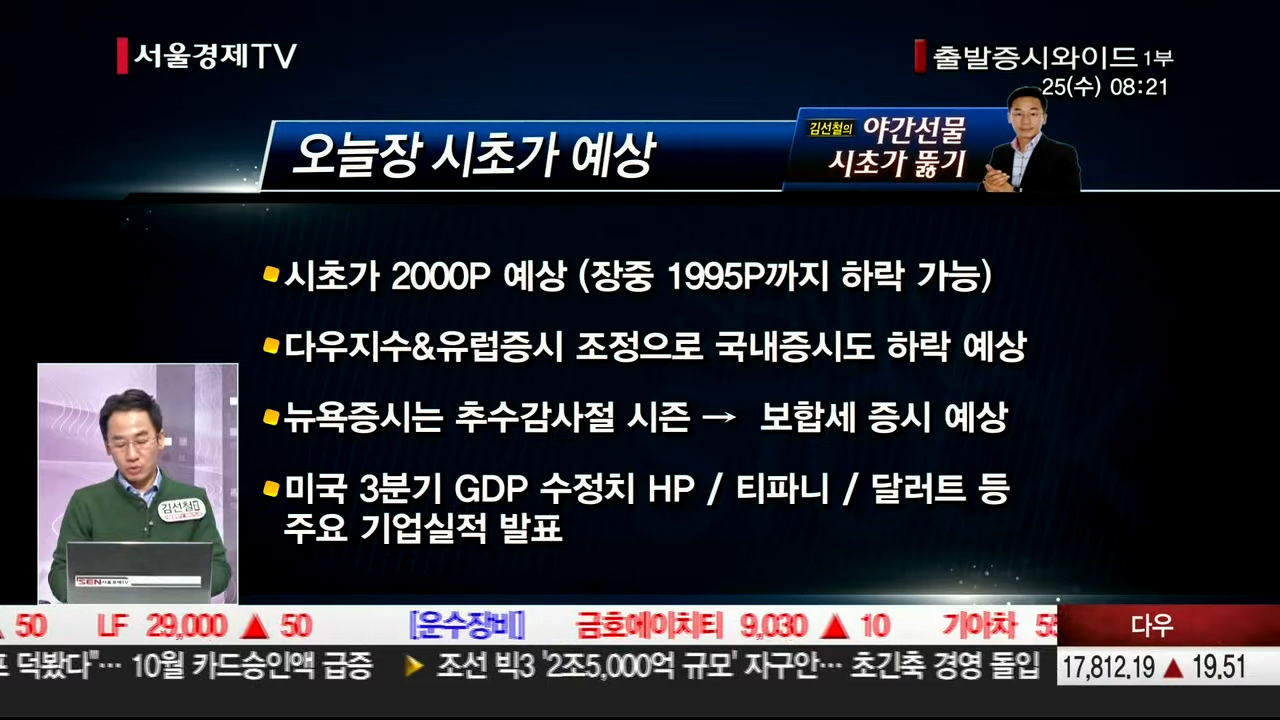 서울경제TV
출발증시와이드 1부
25(수) 08:21
오늘장 시초가 예상
김선철의 야간선물
시초가 뚫기
시초가 2000P 예상 (장중 1995P까지 하락 가능)
다우지수&유럽증시 조정으로 국내증시도 하락 예상
뉴욕증시는 추수감사절 시즌 → 보합세 증시 예상
미국 3분기 GDP 수정치 HP / 티파니 / 달러트 등
주요 기업실적 발표
김선철
SEN 서울경제TV
▲ 50 LF 29,000 ▲ 50 [운수장비] 금호에이치티 9,030 ▲ 10 기아차
다우
덕봤다"… 10월 카드승인액 급증 ▶ 조선 빅3 '2조5,000억 규모' 자구안… 초긴축 경영 돌입
17,812.19 ▲ 19.51